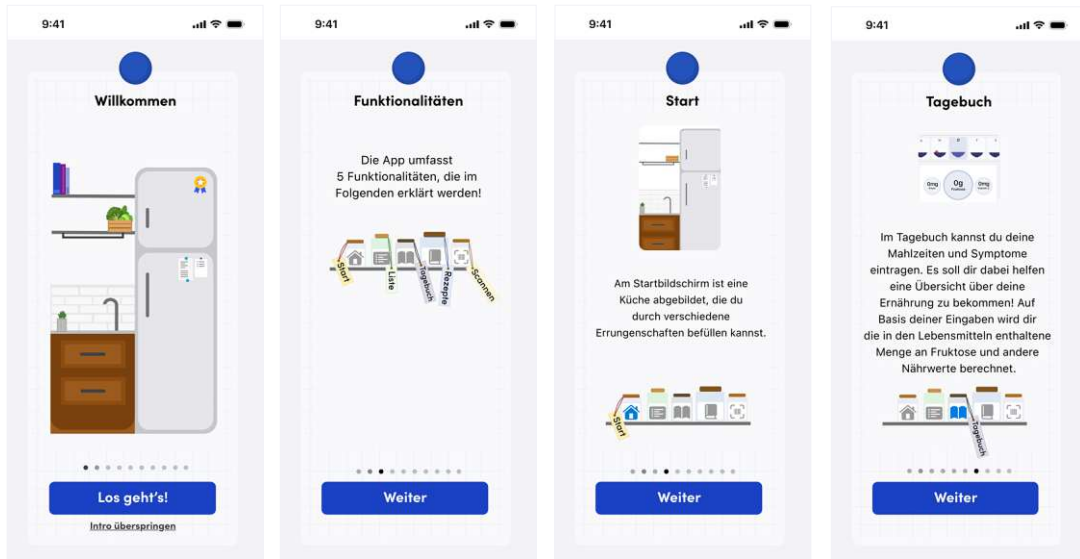 9:41
Willkommen
Los geht's!
Intro überspringen
9:41
Funktionalitäten
Die App umfasst
5 Funktionalitäten, die im
Folgenden erklärt werden!
Start
Liste
Tagebuch
Rezepte
Scannen
Weiter
9:41
Start
Am Startbildschirm ist eine
Küche abgebildet, die du
durch verschiedene
Errungenschaften befüllen kannst.
Start
Weiter
9:41
Tagebuch
0mg
0g
0mg
Im Tagebuch kannst du deine
Mahlzeiten und Symptome
eintragen. Es soll dir dabei helfen
eine Übersicht über deine
Ernährung zu bekommen! Auf
Basis deiner Eingaben wird dir
die in den Lebensmitteln enthaltene
Menge an Fruktose und andere
Nährwerte berechnet.
Tagebuch
Weiter